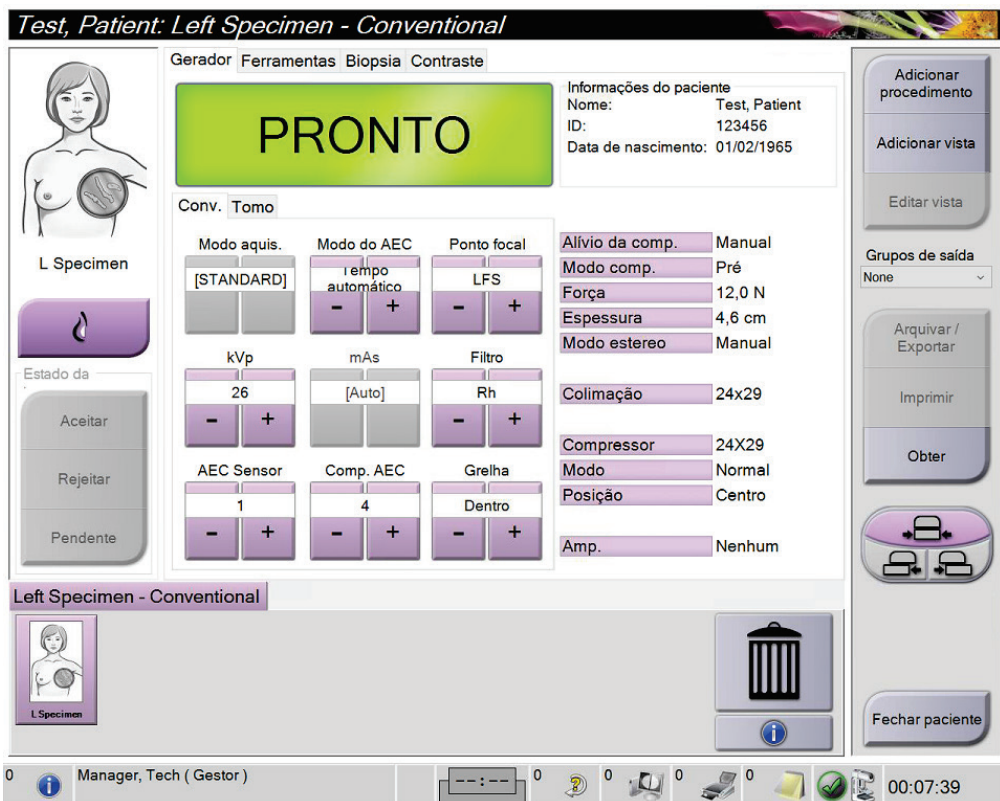 Test, Patient: Left Specimen - Conventional
Gerador Ferramentas Biopsia Contraste
PRONTO
Informações do paciente
Nome: Test, Patient
ID: 123456
Data de nascimento: 01/02/1965
L Specimen
Estado da
Aceitar
Rejeitar
Pendente
Conv. Tomo
Modo aquis. Modo do AEC Ponto focal
[STANDARD] Tempo automático LFS
- + - +
kVp mAs Filtro
26 [Auto] Rh
- + - +
AEC Sensor Comp. AEC Grelha
1 4 Dentro
- + - + - +
Alívio da comp. Manual
Modo comp. Pré
Força 12,0 N
Espessura 4,6 cm
Modo estereo Manual
Colimação 24x29
Compressor 24X29
Modo Normal
Posição Centro
Amp. Nenhum
Adicionar
procedimento
Adicionar vista
Editar vista
Grupos de saída
None
Arquivar /
Exportar
Imprimir
Obter
Fechar paciente
Left Specimen - Conventional
L Specimen
0 Manager, Tech ( Gestor ) --:-- 0 0 0 0 00:07:39